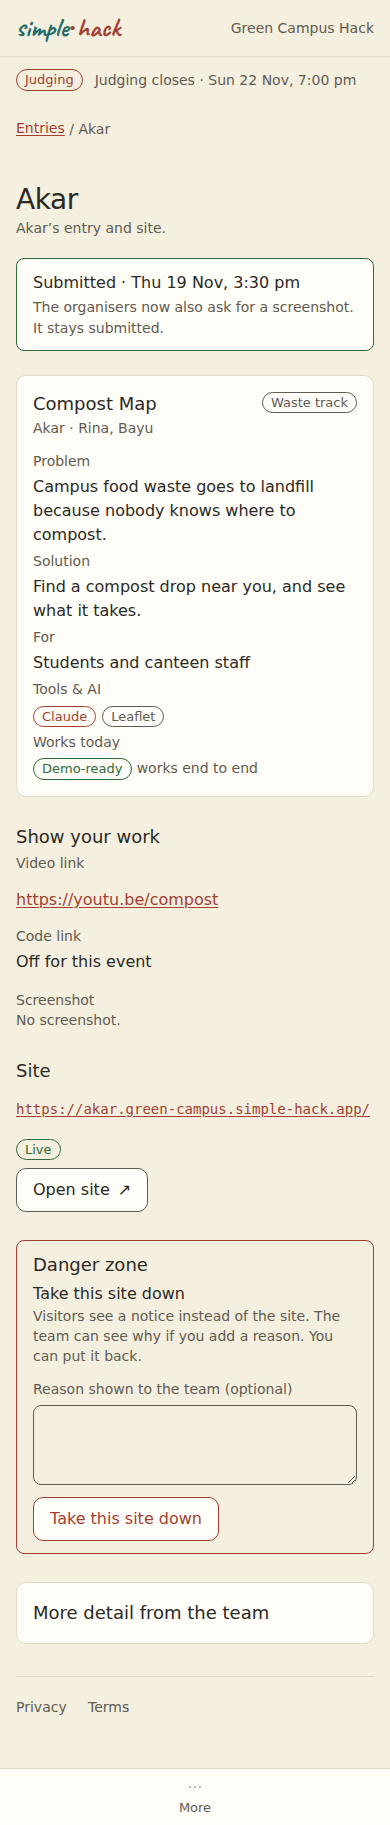 simple·hack
Green Campus Hack
Judging
Judging closes · Sun 22 Nov, 7:00 pm
Entries / Akar
Akar
Akar’s entry and site.
Submitted · Thu 19 Nov, 3:30 pm
The organisers now also ask for a screenshot.
It stays submitted.
Compost Map
Waste track
Akar · Rina, Bayu
Problem
Campus food waste goes to landfill
because nobody knows where to
compost.
Solution
Find a compost drop near you, and see
what it takes.
For
Students and canteen staff
Tools & AI
Claude
Leaflet
Works today
Demo-ready works end to end
Show your work
Video link
https://youtu.be/compost
Code link
Off for this event
Screenshot
No screenshot.
Site
https://akar.green-campus.simple-hack.app/
Live
Open site ↗
Danger zone
Take this site down
Visitors see a notice instead of the site. The
team can see why if you add a reason. You
can put it back.
Reason shown to the team (optional)
Take this site down
More detail from the team
Privacy
Terms
...
More